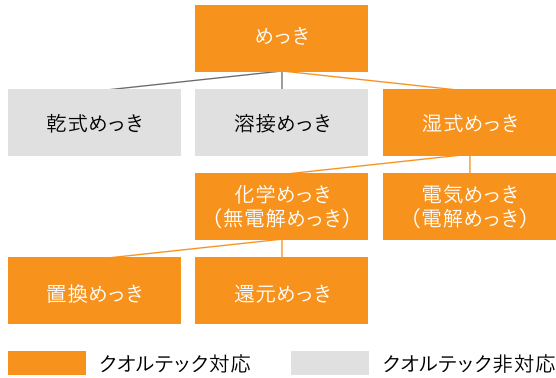 めっき
乾式めっき
溶接めっき
湿式めっき
化学めっき
（無電解めっき）
電気めっき
（電解めっき）
置換めっき
還元めっき
クオルテック対応
クオルテック非対応